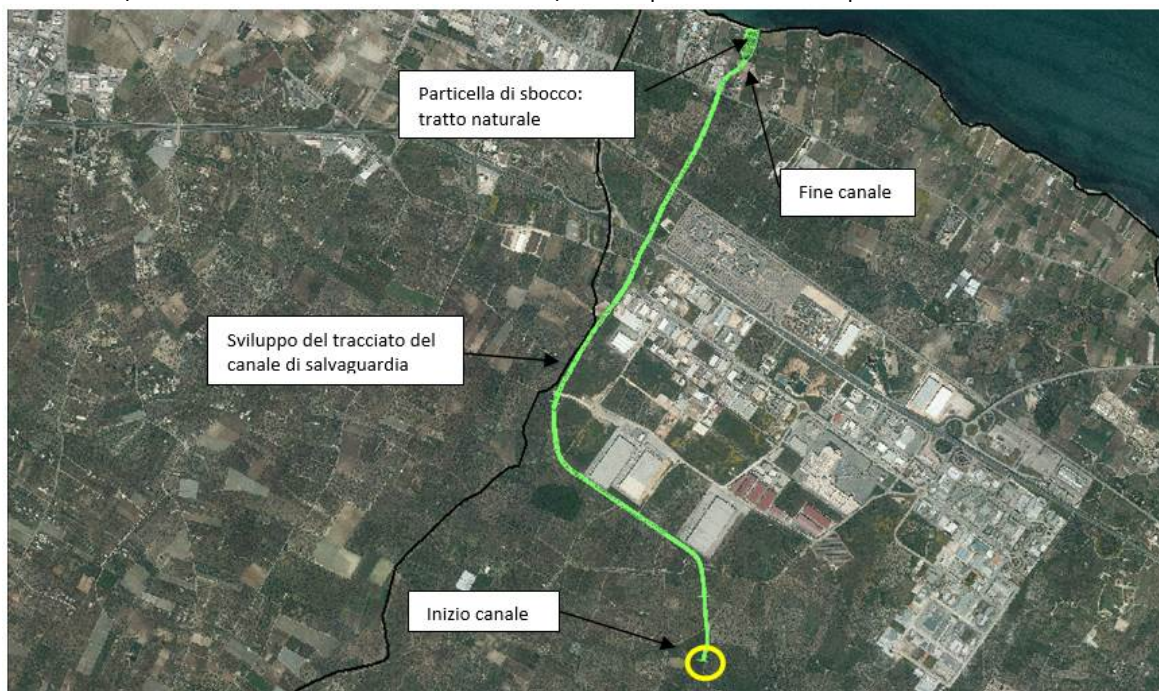 Particella di sbocco:
tratto naturale
Fine canale
Sviluppo del tracciato del
canale di salvaguardia
Inizio canale